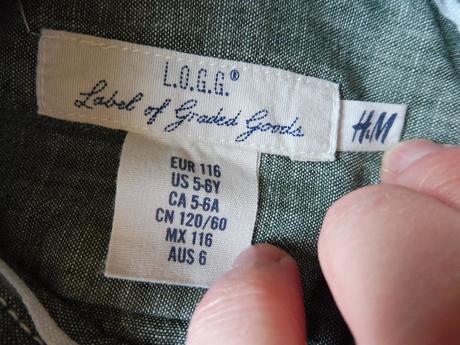 L.O.G.G.®
Label of Graded Goods
H&M
EUR 116
US 5-6Y
CA 5-6A
CN 120/60
MX 116
AUS 6